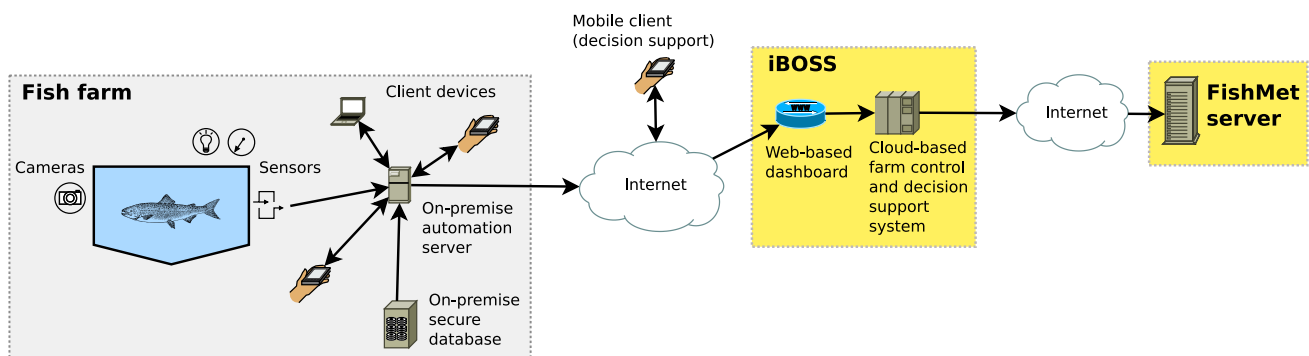 Fish farm
Client devices
Cameras
Sensors
On-premise
automation
server
On-premise
secure
database
Mobile client
(decision support)
Internet
iBOSS
WWW
Web-based
dashboard
Cloud-based
farm control
and decision
support
system
Internet
FishMet
server